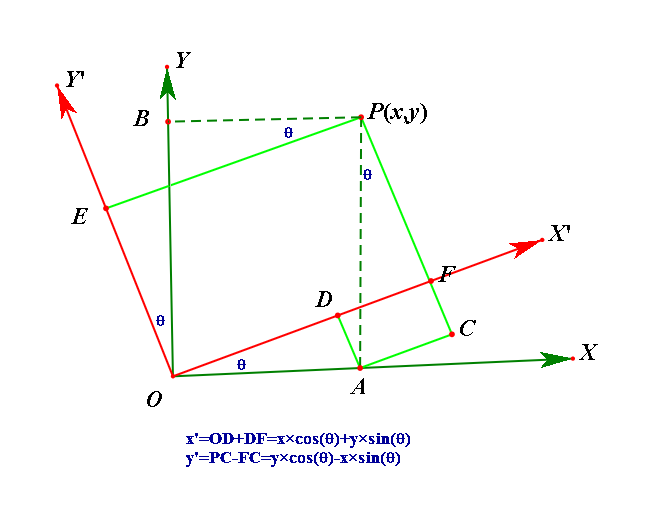 Y
Y'
B
P(x,y)
θ
θ
E
X'
F
D
θ
C
X
θ
A
O
x'=OD+DF=x×cos(θ)+y×sin(θ)
y'=PC-FC=y×cos(θ)-x×sin(θ)